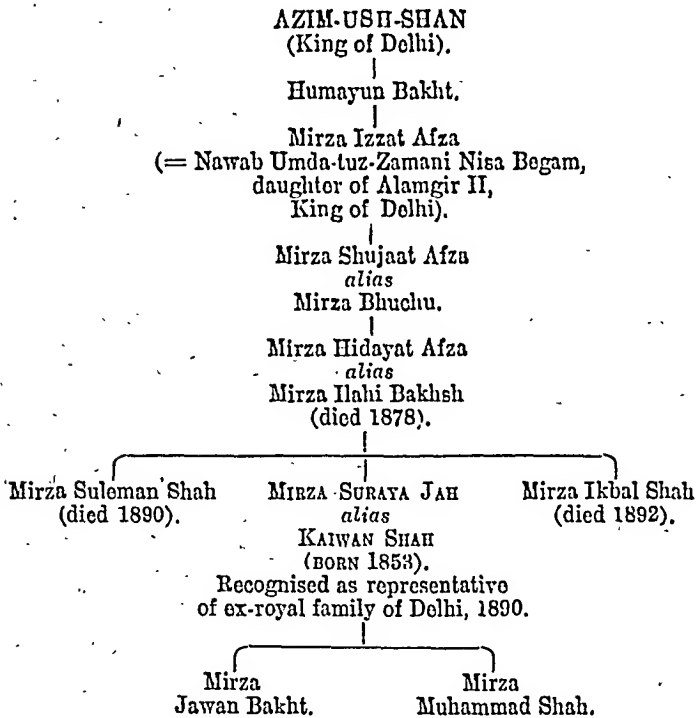 AZIM-USH-SHAN
(King of Delhi).
Humayun Bakht.
Mirza Izzat Afza
(= Nawab Umda-tuz-Zamani Nisa Begam,
daughter of Alamgir II,
King of Delhi).
Mirza Shujaat Afza
alias
Mirza Bhuchu.
Mirza Hidayat Afza
alias
Mirza Ilahi Bakhsh
(died 1878).
Mirza Suleman Shah MIRZA SURAYA JAH Mirza Ikbal Shah
(died 1890). alias (died 1892).
KAIWAN SHAH
(BORN 1853).
Recognised as representative
of ex-royal family of Delhi, 1890.
Mirza Mirza
Jawan Bakht. Muhammad Shah.